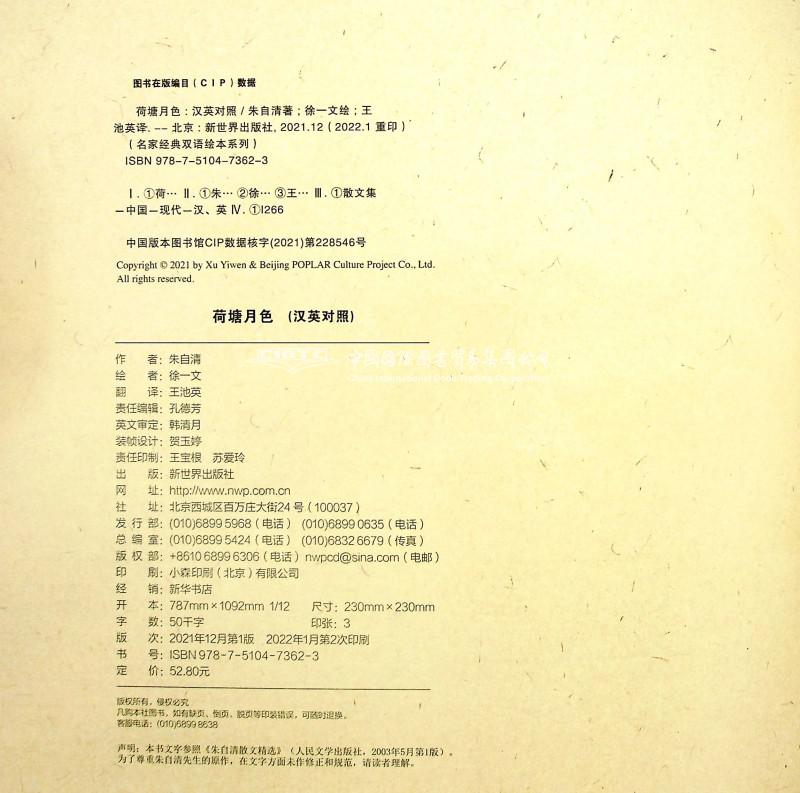 图书在版编目(CIP)数据
荷塘月色:汉英对照/朱自清著;徐一文绘;王
池英译. -- 北京:新世界出版社, 2021.12(2022.1 重印)
(名家经典双语绘本系列)
ISBN 978-7-5104-7362-3
Ⅰ. ①荷… Ⅱ. ①朱… ②徐… ③王… Ⅲ. ①散文集
—中国—现代—汉、英 Ⅳ. ①I266
中国版本图书馆CIP数据核字(2021)第228546号
Copyright © 2021 by Xu Yiwen & Beijing POPLAR Culture Project Co., Ltd.
All rights reserved.
荷塘月色 (汉英对照)
作 者:朱自清
绘 者:徐一文
翻 译:王池英
责任编辑:孔德芳
英文审定:韩清月
装帧设计:贺玉婷
责任印制:王宝根 苏爱玲
出 版:新世界出版社
网 址:http://www.nwp.com.cn
社 址:北京西城区百万庄大街24号(100037)
发 行 部:(010)6899 5968(电话) (010)6899 0635(电话)
总 编 室:(010)6899 5424(电话) (010)6832 6679(传真)
版 权 部:+8610 6899 6306(电话) nwpcd@sina.com(电邮)
印 刷:小森印刷(北京)有限公司
经 销:新华书店
开 本:787mm×1092mm 1/12 尺寸:230mm×230mm
字 数:50千字 印张:3
版 次:2021年12月第1版 2022年1月第2次印刷
书 号:ISBN 978-7-5104-7362-3
定 价:52.80元
版权所有,侵权必究
凡购本社图书,如有缺页、倒页、脱页等印装错误,可随时退换。
客服电话:(010)6899 8638
声明:本书文字参照《朱自清散文精选》(人民文学出版社,2003年5月第1版)。
为了尊重朱自清先生的原作,在文字方面未作修正和规范,请读者理解。